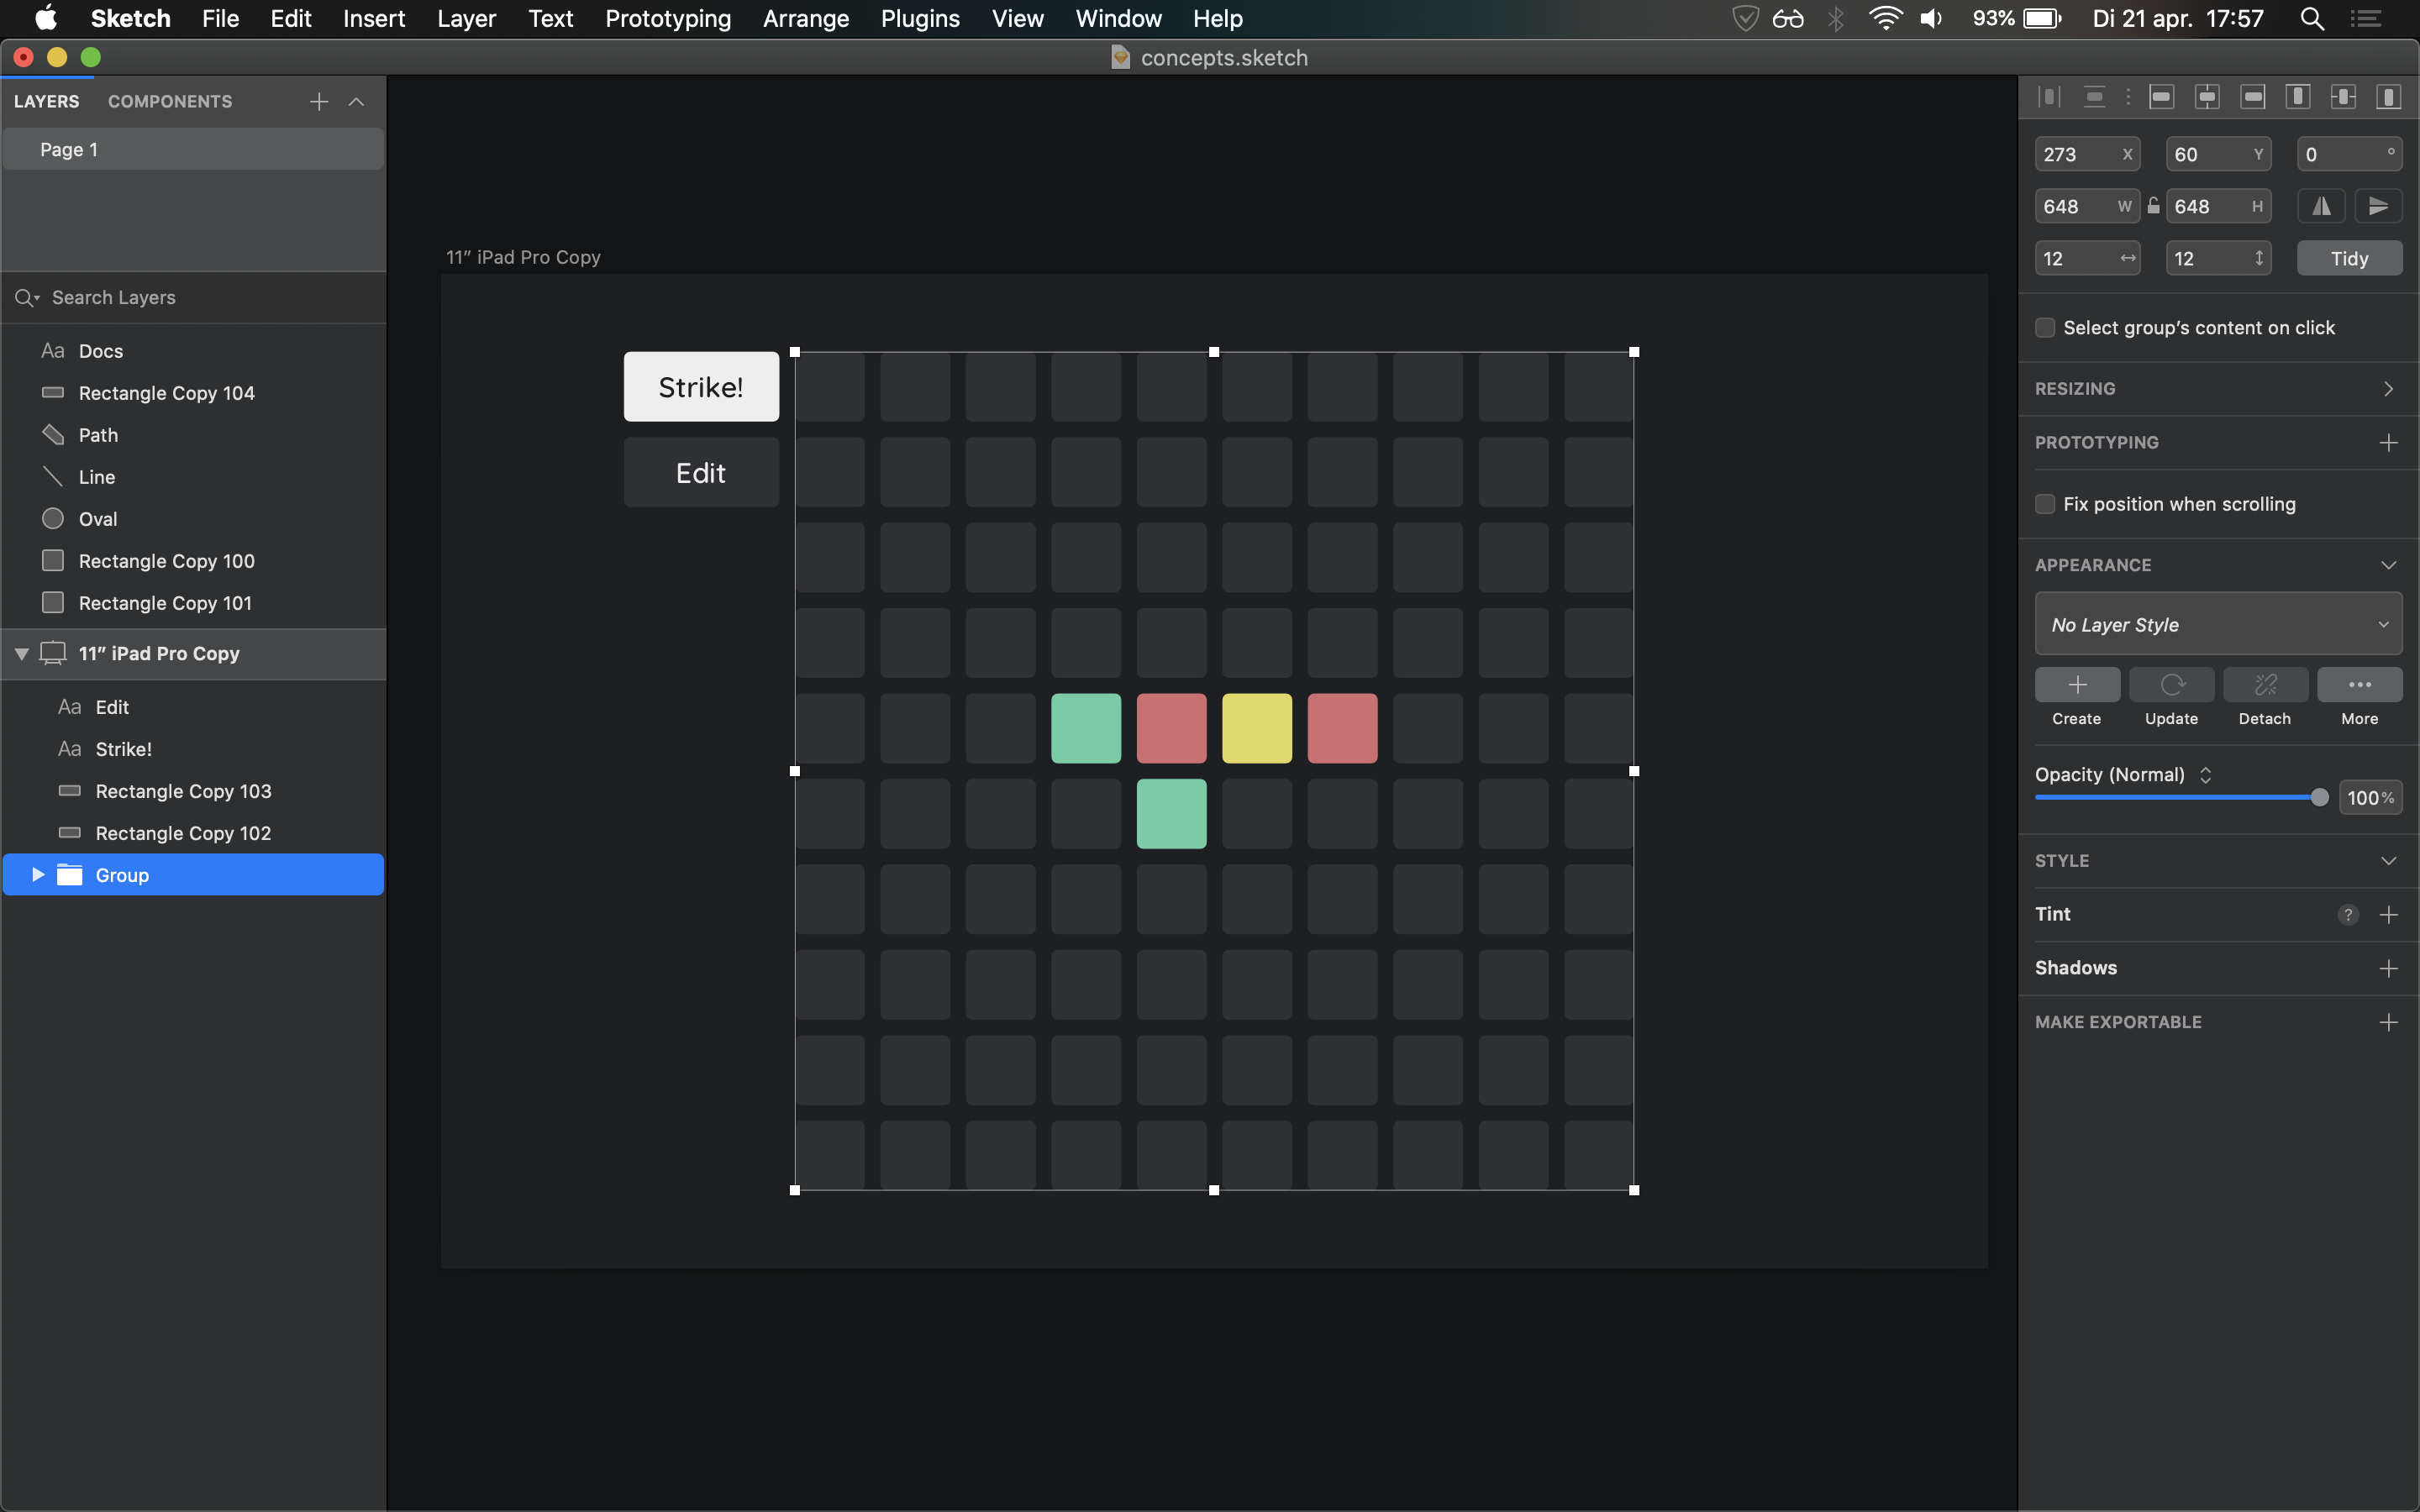 Sketch File Edit Insert Layer Text Prototyping Arrange Plugins View Window Help 93% Di 21 apr. 17:57
concepts.sketch
LAYERS COMPONENTS
Page 1
Search Layers
Aa Docs
Rectangle Copy 104
Path
Line
Oval
Rectangle Copy 100
Rectangle Copy 101
11” iPad Pro Copy
Aa Edit
Aa Strike!
Rectangle Copy 103
Rectangle Copy 102
Group
11” iPad Pro Copy
Strike!
Edit
273 X 60 Y 0 °
648 W 648 H
12 12 Tidy
Select group’s content on click
RESIZING
PROTOTYPING
Fix position when scrolling
APPEARANCE
No Layer Style
Create Update Detach More
Opacity (Normal)
100%
STYLE
Tint ?
Shadows
MAKE EXPORTABLE